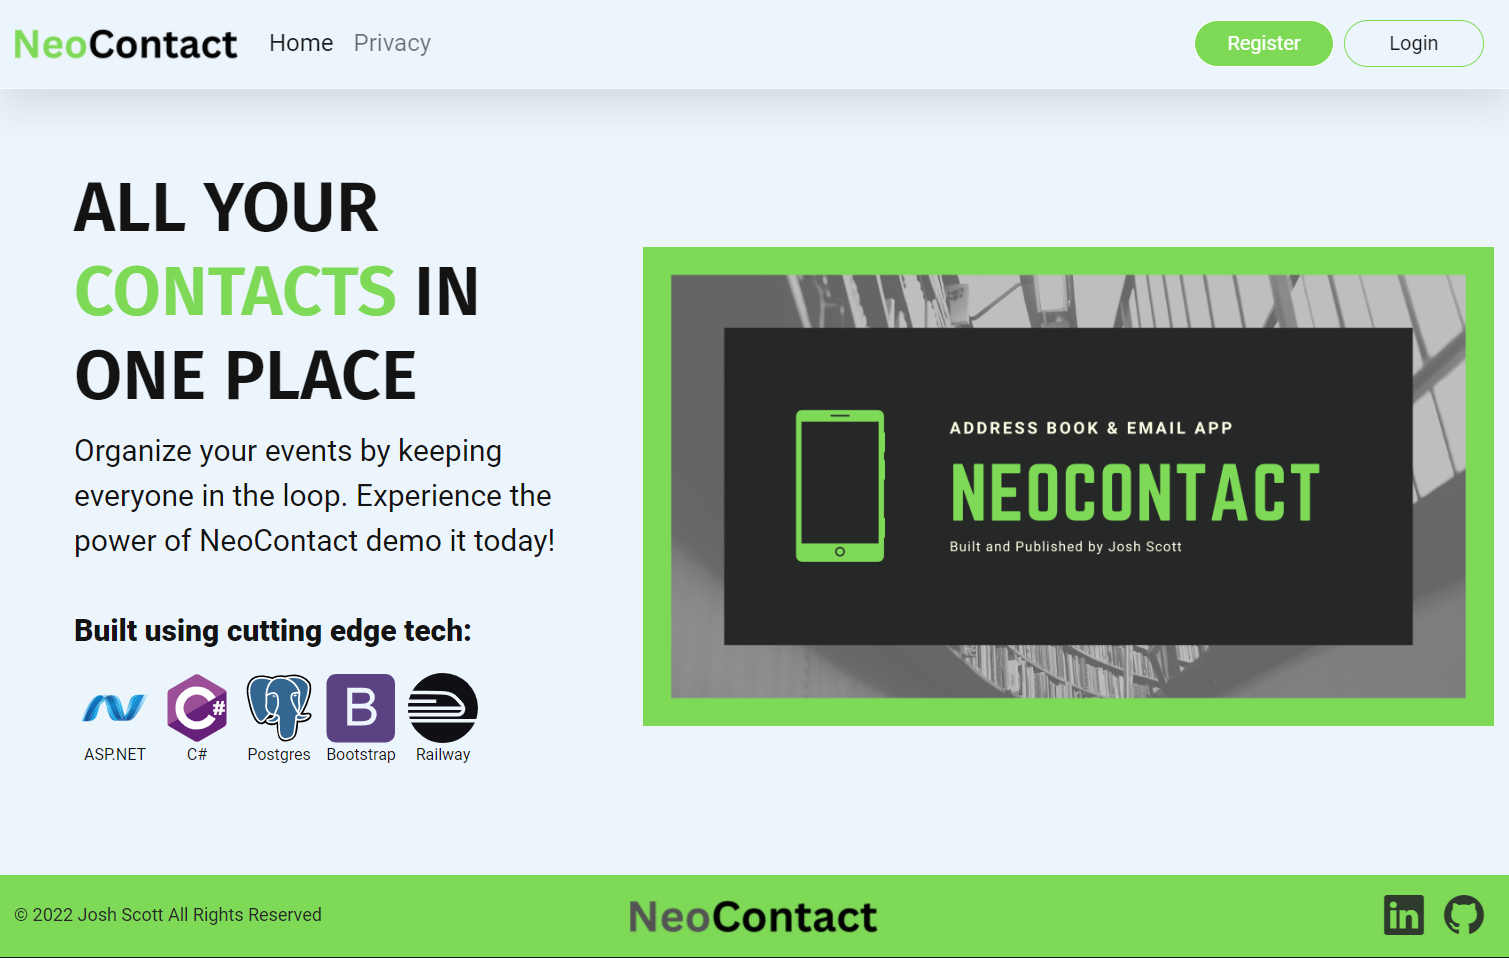 NeoContact Home Privacy Register Login
ALL YOUR
CONTACTS IN
ONE PLACE
Organize your events by keeping
everyone in the loop. Experience the
power of NeoContact demo it today!
Built using cutting edge tech:
C#
B
ASP.NET C# Postgres Bootstrap Railway
ADDRESS BOOK & EMAIL APP
NEOCONTACT
Built and Published by Josh Scott
© 2022 Josh Scott All Rights Reserved NeoContact in